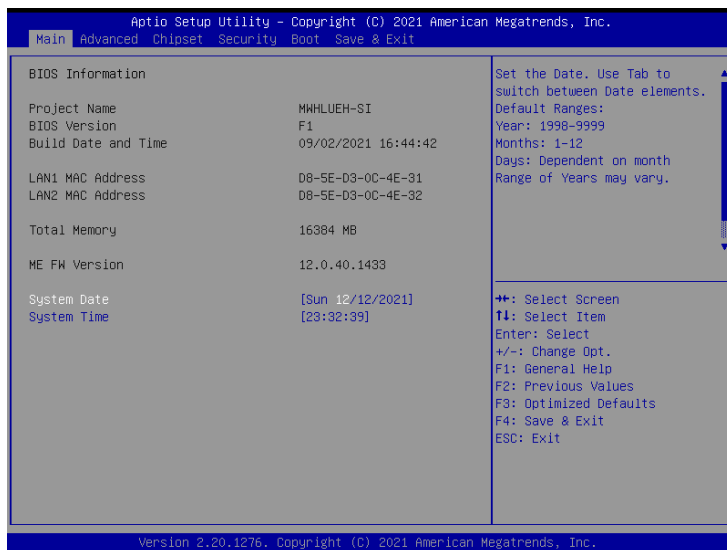 Aptio Setup Utility – Copyright (C) 2021 American Megatrends, Inc.
Main Advanced Chipset Security Boot Save & Exit
BIOS Information
Project Name MWHLUEH-SI
BIOS Version F1
Build Date and Time 09/02/2021 16:44:42
LAN1 MAC Address D8-5E-D3-0C-4E-31
LAN2 MAC Address D8-5E-D3-0C-4E-32
Total Memory 16384 MB
ME FW Version 12.0.40.1433
System Date [Sun 12/12/2021]
System Time [23:32:39]
Set the Date. Use Tab to
switch between Date elements.
Default Ranges:
Year: 1998-9999
Months: 1-12
Days: Dependent on month
Range of Years may vary.
→←: Select Screen
↑↓: Select Item
Enter: Select
+/-: Change Opt.
F1: General Help
F2: Previous Values
F3: Optimized Defaults
F4: Save & Exit
ESC: Exit
Version 2.20.1276. Copyright (C) 2021 American Megatrends, Inc.